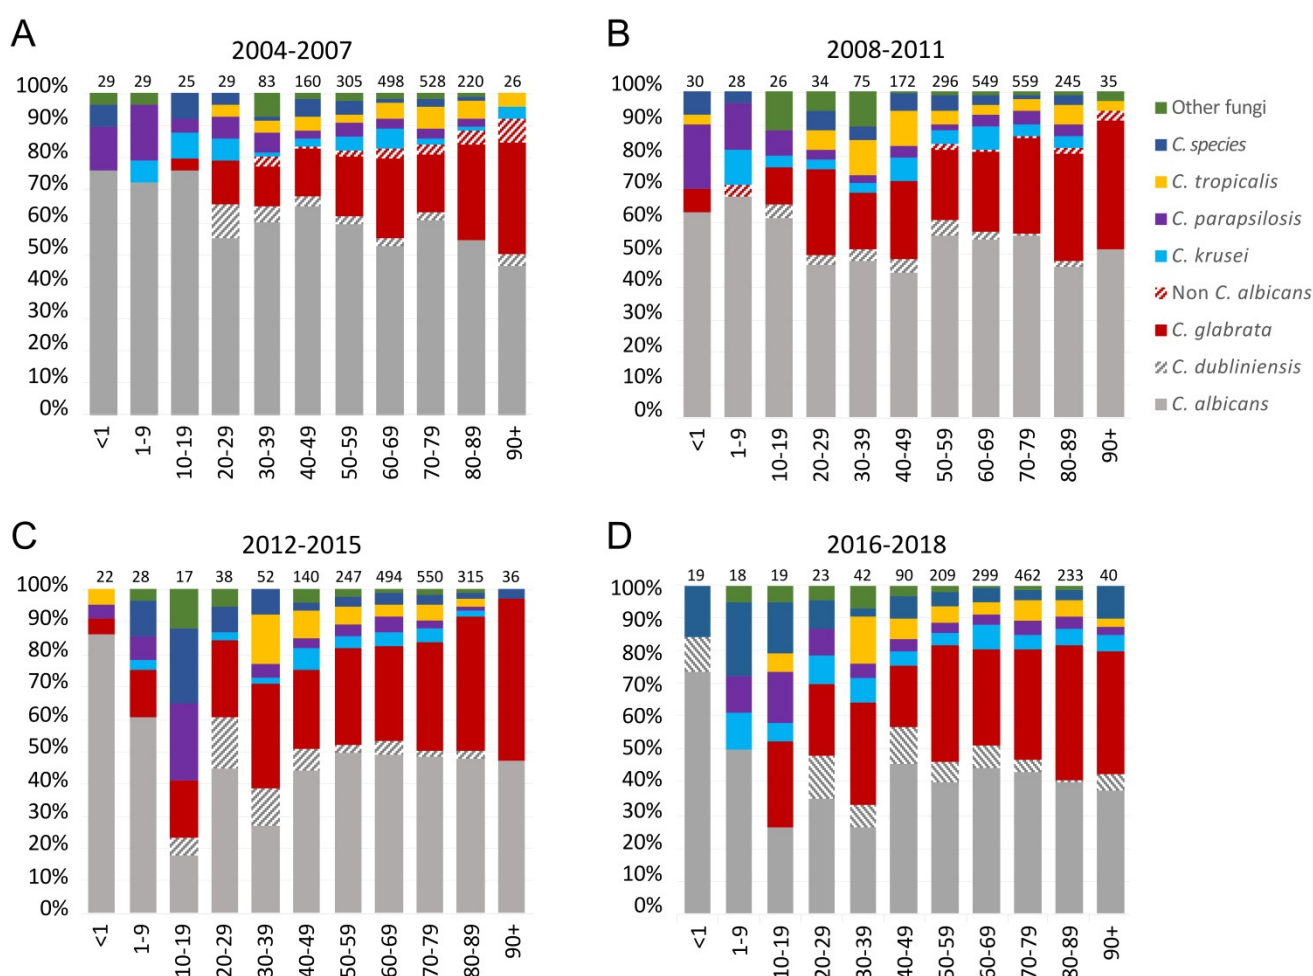 A
2004-2007
29 29 25 29 83 160 305 498 528 220 26
100%
90%
80%
70%
60%
50%
40%
30%
20%
10%
0%
<1 1-9 10-19 20-29 30-39 40-49 50-59 60-69 70-79 80-89 90+
B
2008-2011
30 28 26 34 75 172 296 549 559 245 35
100%
90%
80%
70%
60%
50%
40%
30%
20%
10%
0%
<1 1-9 10-19 20-29 30-39 40-49 50-59 60-69 70-79 80-89 90+
Other fungi
C. species
C. tropicalis
C. parapsilosis
C. krusei
Non C. albicans
C. glabrata
C. dubliniensis
C. albicans
C
2012-2015
22 28 17 38 52 140 247 494 550 315 36
100%
90%
80%
70%
60%
50%
40%
30%
20%
10%
0%
<1 1-9 10-19 20-29 30-39 40-49 50-59 60-69 70-79 80-89 90+
D
2016-2018
19 18 19 23 42 90 209 299 462 233 40
100%
90%
80%
70%
60%
50%
40%
30%
20%
10%
0%
<1 1-9 10-19 20-29 30-39 40-49 50-59 60-69 70-79 80-89 90+